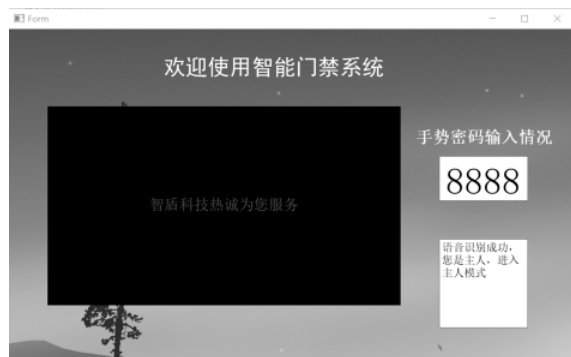 Form
欢迎使用智能门禁系统
手势密码输入情况
8888
智盾科技热诚为您服务
语音识别成功，
您是主人，进入
主人模式